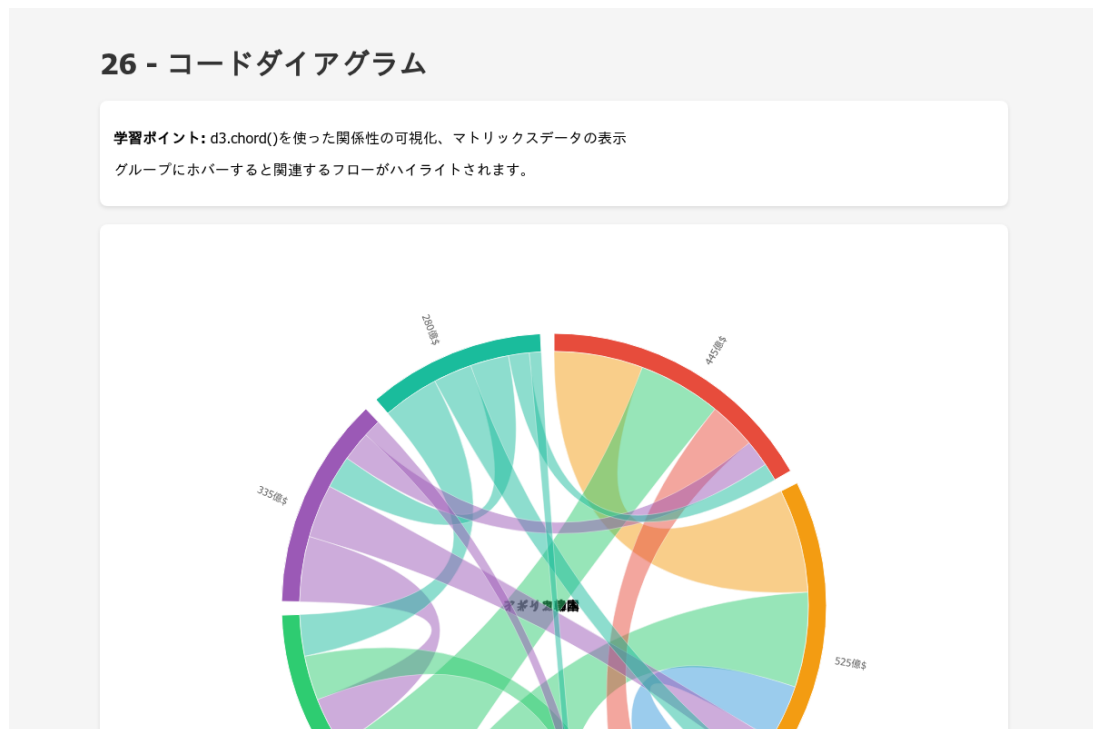 26 - コードダイアグラム
学習ポイント: d3.chord()を使った関係性の可視化、マトリックスデータの表示
グループにホバーすると関連するフローがハイライトされます。
280億$
445億$
335億$
525億$